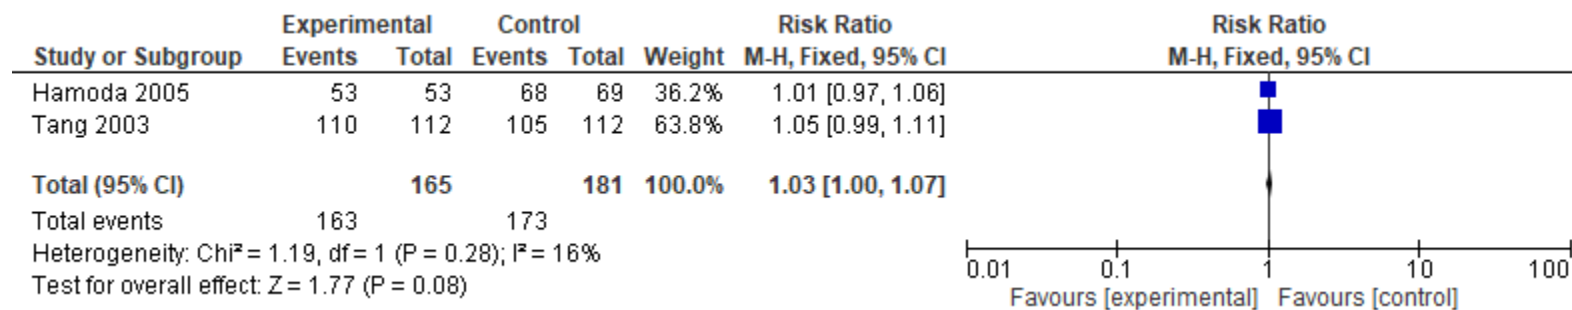 Experimental Control Risk Ratio Risk Ratio
Study or Subgroup Events Total Events Total Weight M-H, Fixed, 95% CI M-H, Fixed, 95% CI
Hamoda 2005 53 53 68 69 36.2% 1.01 [0.97, 1.06]
Tang 2003 110 112 105 112 63.8% 1.05 [0.99, 1.11]
Total (95% CI) 165 181 100.0% 1.03 [1.00, 1.07]
Total events 163 173
Heterogeneity: Chi² = 1.19, df = 1 (P = 0.28); I² = 16%
Test for overall effect: Z = 1.77 (P = 0.08)
0.01 0.1 1 10 100
Favours [experimental] Favours [control]